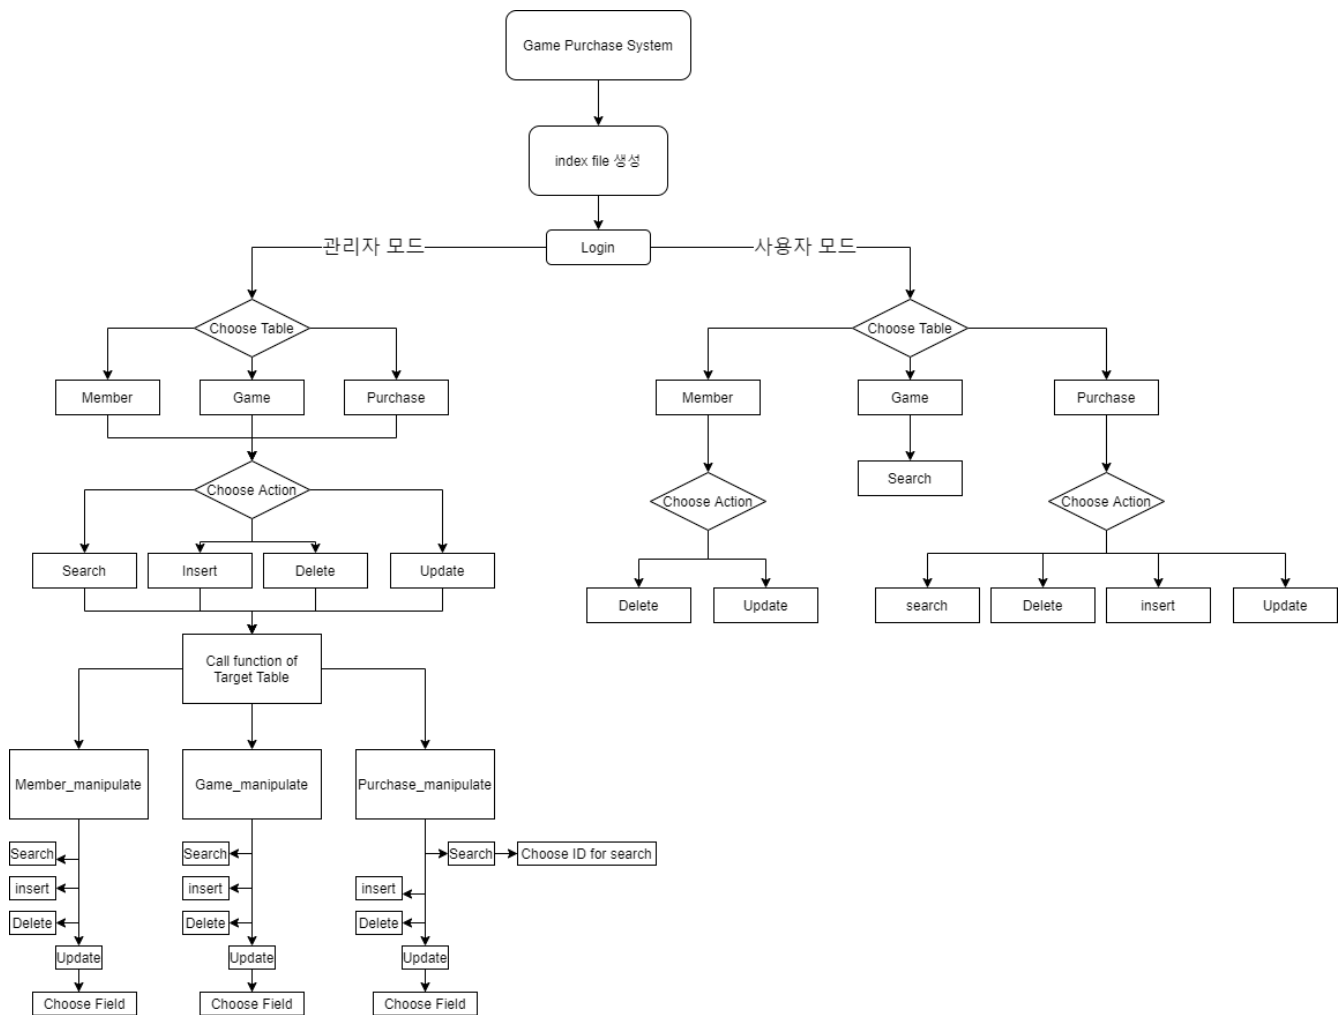 Game Purchase System
index file 생성
관리자 모드
Login
사용자 모드
Choose Table
Member
Game
Purchase
Choose Action
Search
Insert
Delete
Update
Call function of
Target Table
Member_manipulate
Game_manipulate
Purchase_manipulate
Search
insert
Delete
Update
Choose Field
Search
insert
Delete
Update
Choose Field
Search
Choose ID for search
insert
Delete
Update
Choose Field
Choose Table
Member
Game
Purchase
Choose Action
Search
Choose Action
Delete
Update
search
Delete
insert
Update